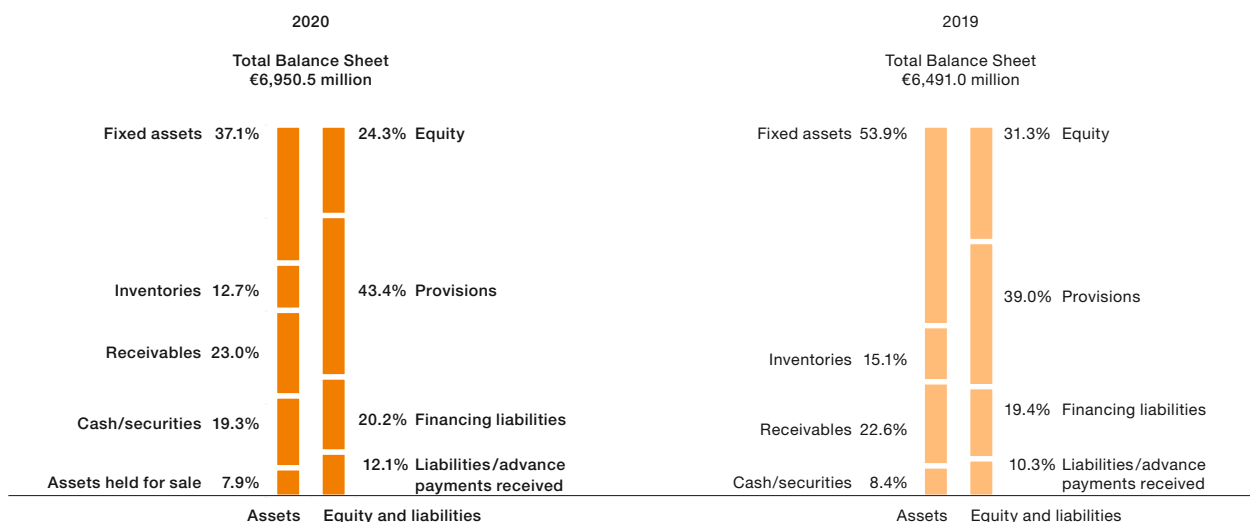 2020
Total Balance Sheet
€6,950.5 million
Fixed assets 37.1%
24.3% Equity
Inventories 12.7%
43.4% Provisions
Receivables 23.0%
Cash/securities 19.3%
20.2% Financing liabilities
12.1% Liabilities/advance
payments received
Assets held for sale 7.9%
Assets Equity and liabilities
2019
Total Balance Sheet
€6,491.0 million
Fixed assets 53.9%
31.3% Equity
39.0% Provisions
Inventories 15.1%
19.4% Financing liabilities
Receivables 22.6%
10.3% Liabilities/advance
payments received
Cash/securities 8.4%
Assets Equity and liabilities